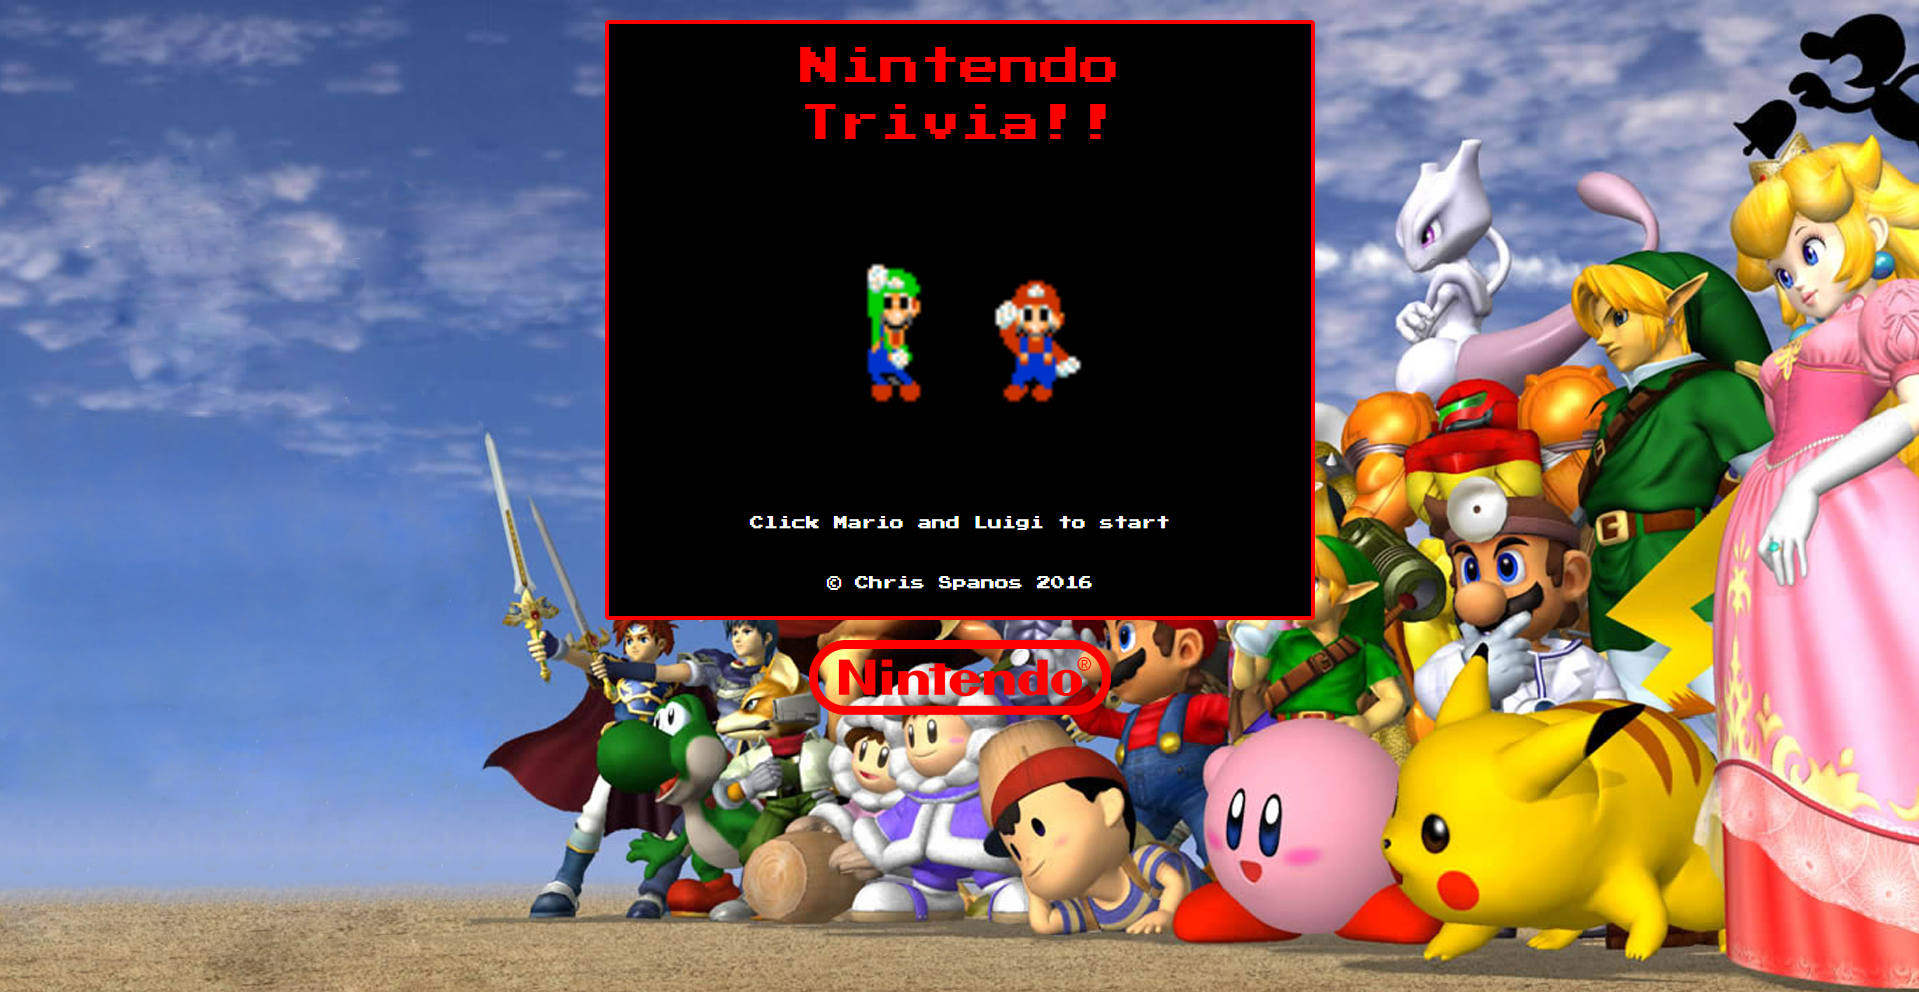 Nintendo
Trivia!!
Click Mario and Luigi to start
© Chris Spanos 2016
Nintendo®